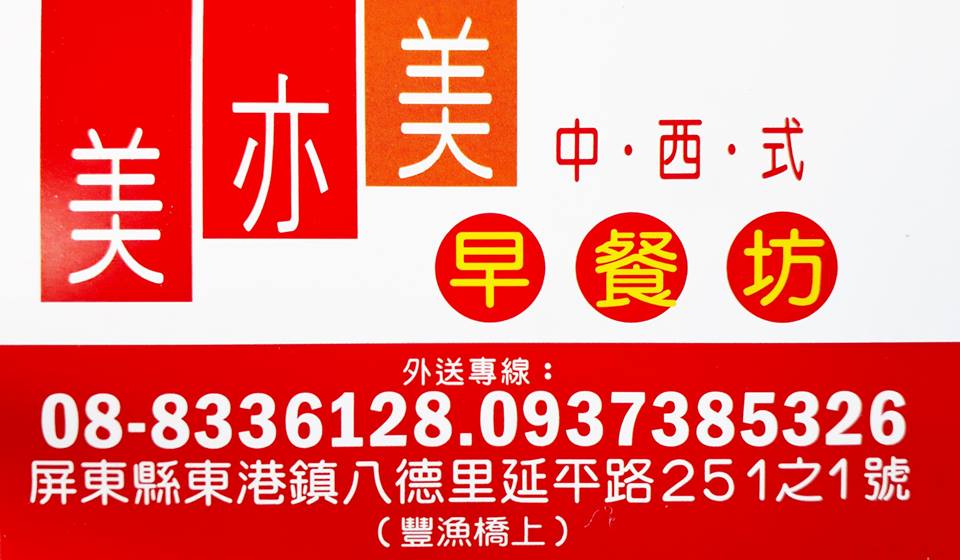 美亦美
中·西·式
早餐坊
外送專線：
08-8336128.0937385326
屏東縣東港鎮八德里延平路251之1號
（豐漁橋上）